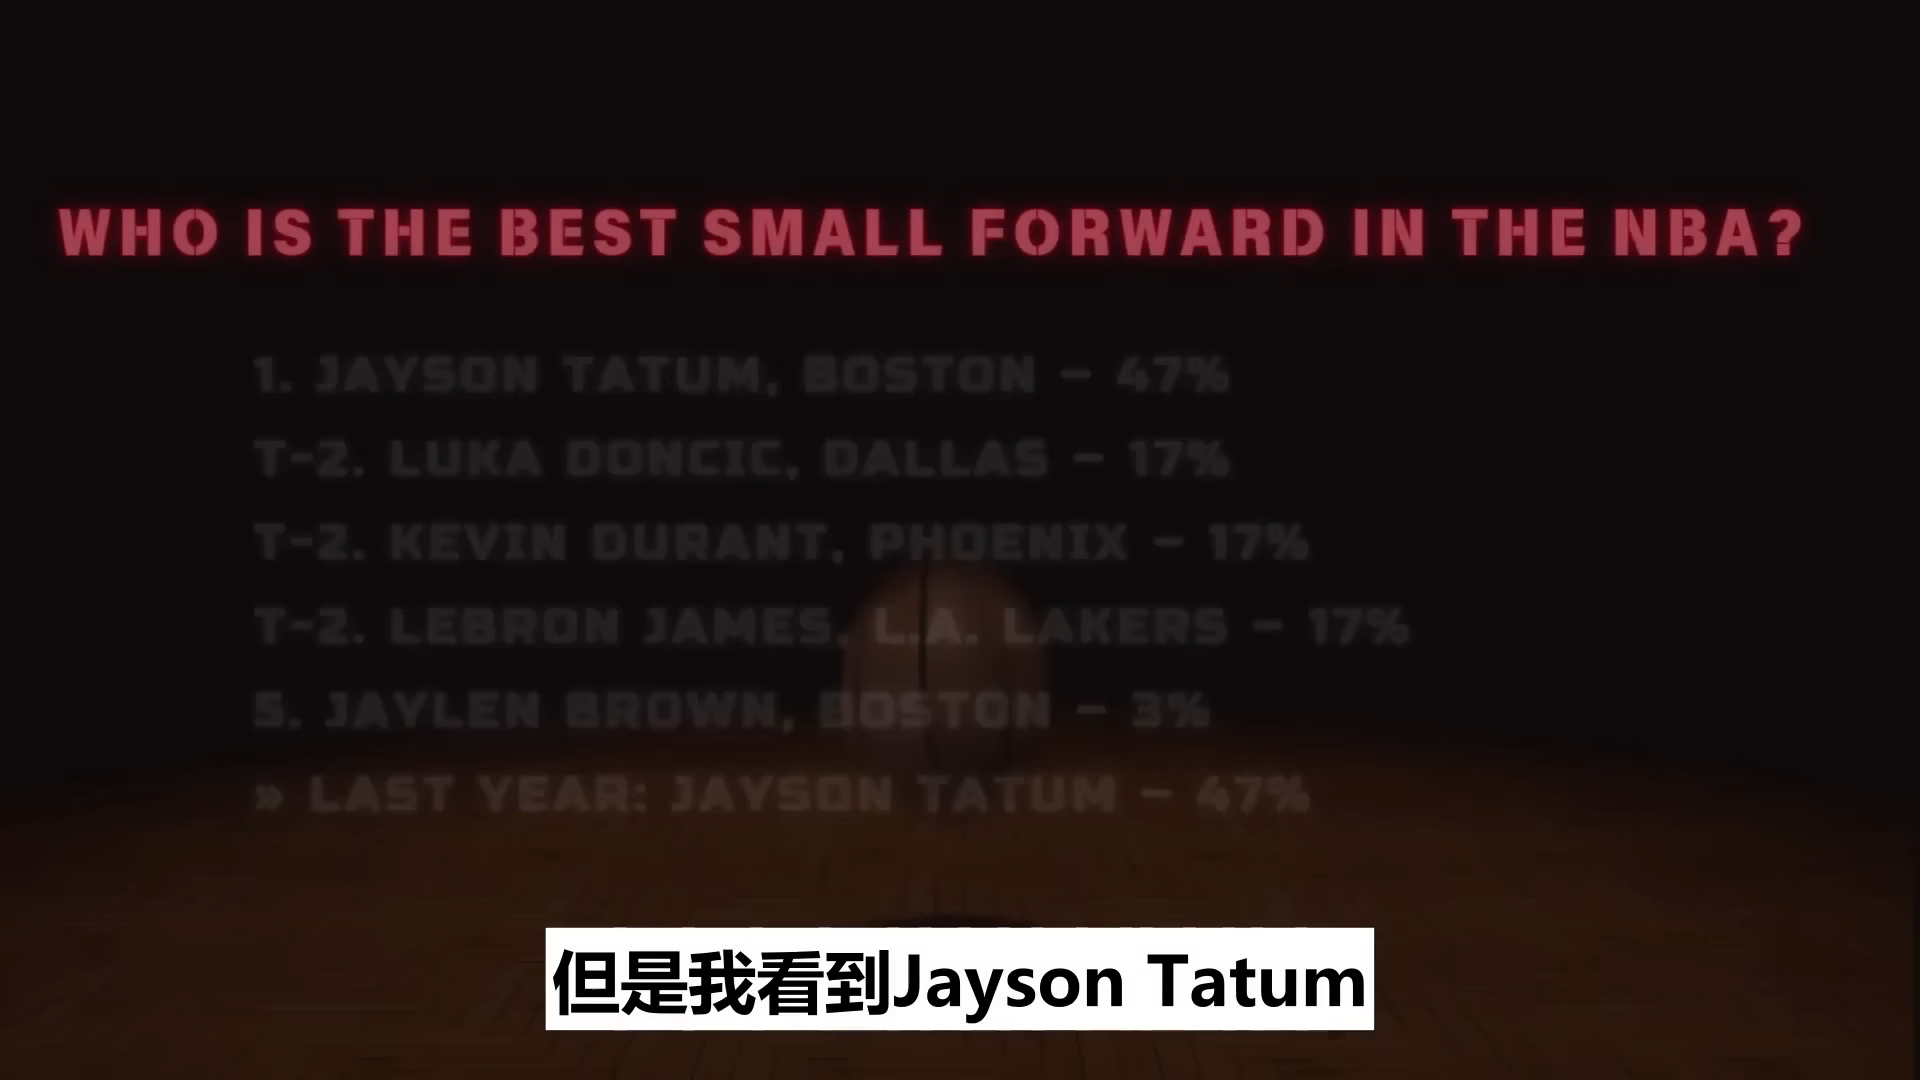 WHO IS THE BEST SMALL FORWARD IN THE NBA?
1. JAYSON TATUM, BOSTON – 47%
T-2. LUKA DONCIC, DALLAS – 17%
T-2. KEVIN DURANT, PHOENIX – 17%
T-2. LEBRON JAMES, L.A. LAKERS – 17%
5. JAYLEN BROWN, BOSTON – 3%
» LAST YEAR: JAYSON TATUM – 47%
但是我看到Jayson Tatum